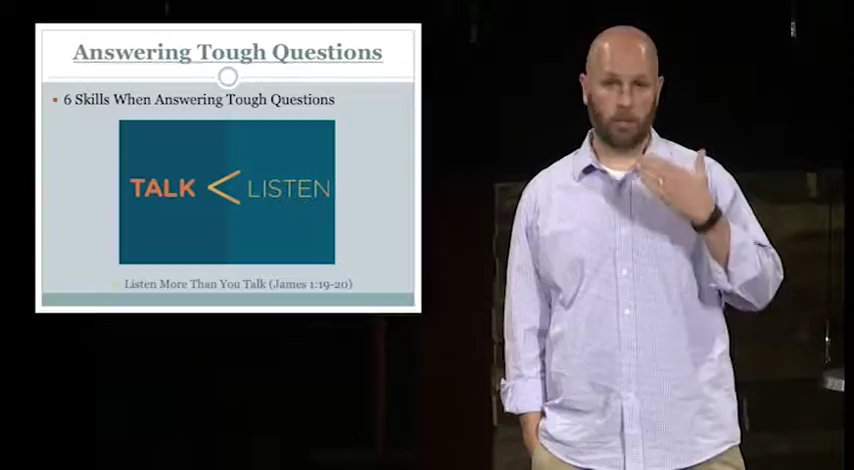 Answering Tough Questions
• 6 Skills When Answering Tough Questions
TALK < LISTEN
Listen More Than You Talk (James 1:19-20)